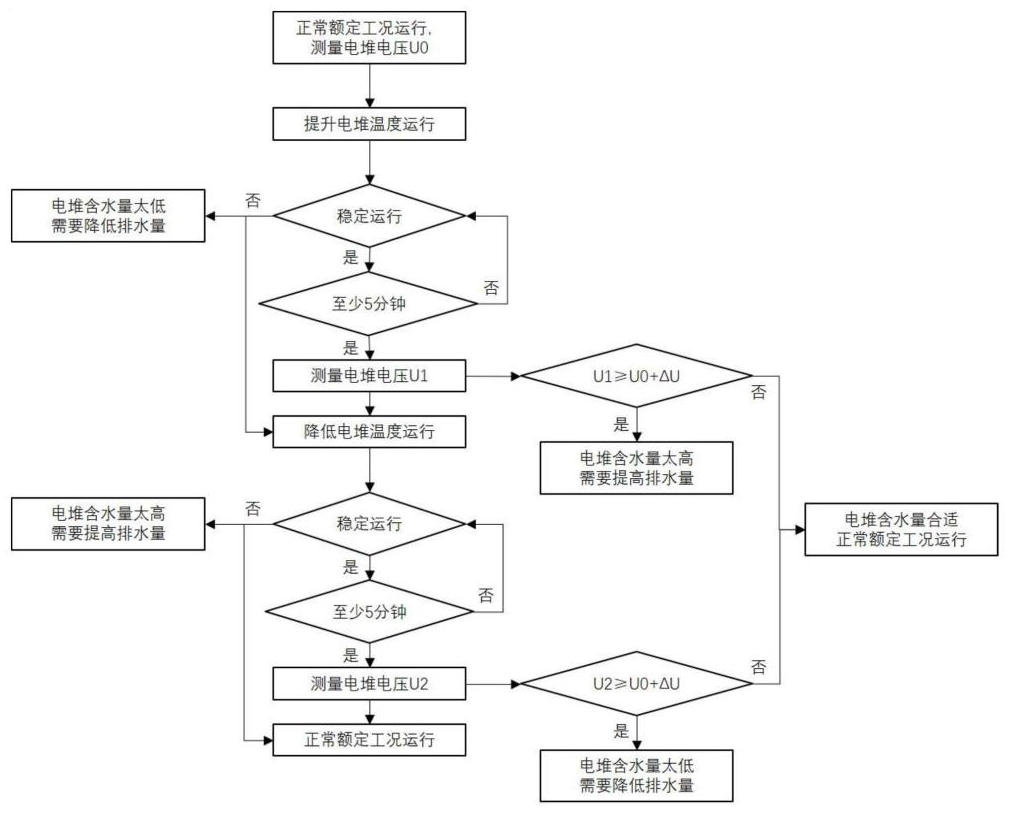 正常额定工况运行,
测量电堆电压U0
提升电堆温度运行
稳定运行
否
电堆含水量太低
需要降低排水量
是
至少5分钟
否
是
测量电堆电压U1
U1≥U0+ΔU
否
是
降低电堆温度运行
电堆含水量太高
需要提高排水量
稳定运行
否
电堆含水量太高
需要提高排水量
电堆含水量合适
正常额定工况运行
是
至少5分钟
否
是
测量电堆电压U2
U2≥U0+ΔU
否
是
正常额定工况运行
电堆含水量太低
需要降低排水量